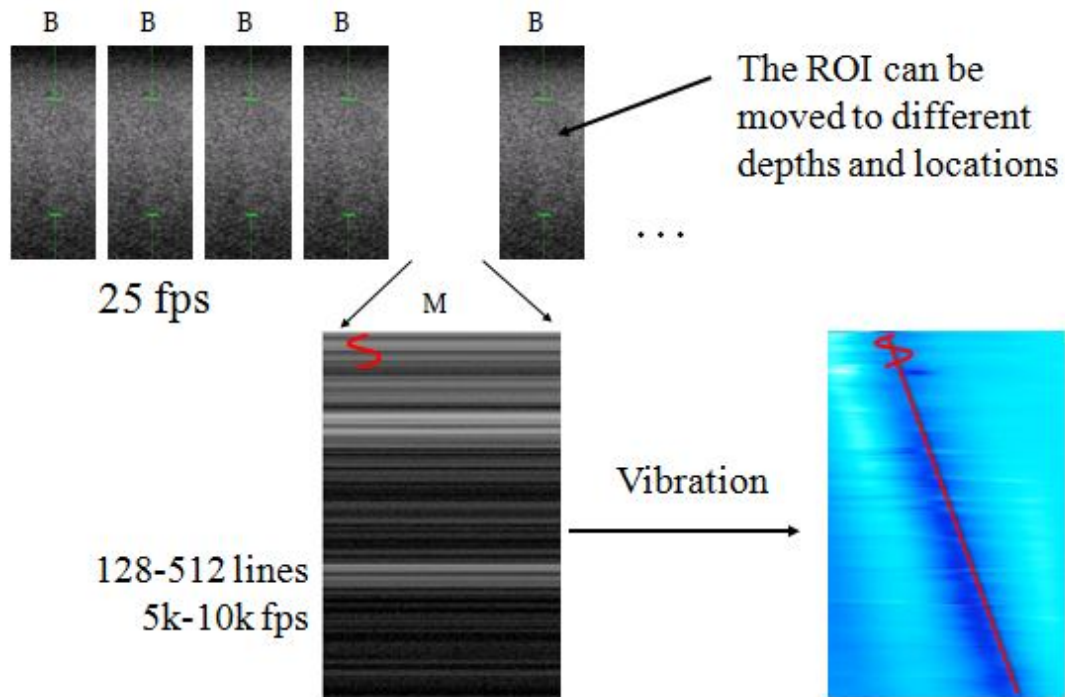 B B B B B
The ROI can be
moved to different
depths and locations
...
25 fps
M
Vibration
128-512 lines
5k-10k fps